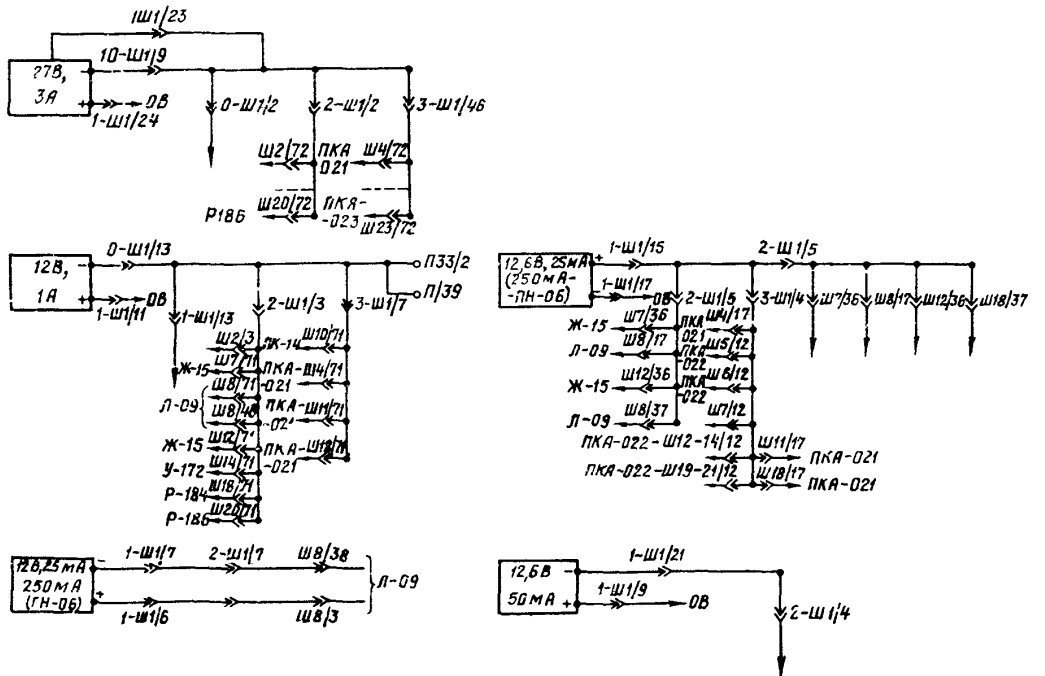 1Ш1/23
10-Ш1/9
27В,
3А
0В
1-Ш1/24
0-Ш1/2
2-Ш1/2
3-Ш1/46
Ш2/72
ПКА
021
Ш4/72
Р186
Ш20/72
ПКА-
-023
Ш23/72
0-Ш1/13
12В,
1А
0В
1-Ш1/11
1-Ш1/13
2-Ш1/3
3-Ш1/7
П33/2
П/39
Ш2/3
ПК-14
Ш10/71
Ж-15
Ш7/71
ПКА-
-021
Ш14/71
Л-09
Ш8/71
Ш8/48
ПКА-
-021
Ш11/71
Ж-15
Ш12/71
ПКА-
-021
Ш18/71
У-172
Ш14/71
Р-184
Ш18/71
Р-186
Ш20/71
12,6В, 25мА
(250мА-
-ПН-06)
1-Ш1/15
1-Ш1/17
0В
2-Ш1/5
2-Ш1/5
3-Ш1/4
Ш7/36
Ш8/17
Ш12/36
Ш18/37
Ж-15
Ш7/36
ПКА
021
Ш4/17
Л-09
Ш8/17
ПКА
-022
Ш5/12
Ж-15
Ш12/36
ПКА
-022
Ш6/12
Л-09
Ш8/37
Ш7/12
ПКА-022-Ш12-14/12
Ш11/17
ПКА-021
ПКА-022-Ш19-21/12
Ш18/17
ПКА-021
12В, 25мА
250мА
(ГН-06)
1-Ш1/7
2-Ш1/7
Ш8/38
Л-09
1-Ш1/6
Ш8/3
12,6В
50мА
1-Ш1/21
1-Ш1/9
0В
2-Ш1/4